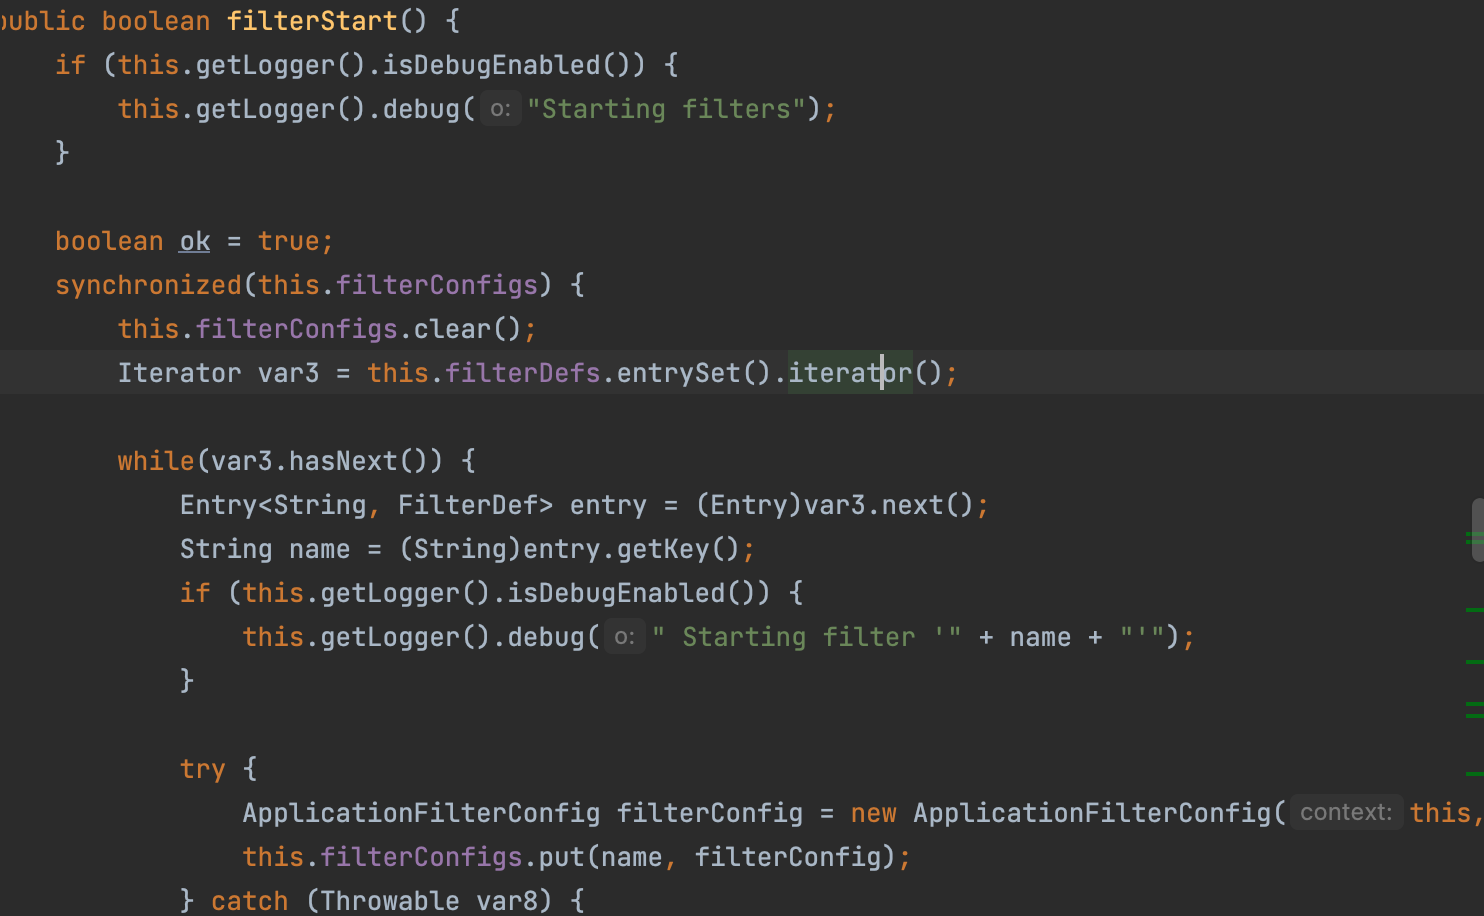 public boolean filterStart() {
if (this.getLogger().isDebugEnabled()) {
this.getLogger().debug( o: "Starting filters");
}
boolean ok = true;
synchronized(this.filterConfigs) {
this.filterConfigs.clear();
Iterator var3 = this.filterDefs.entrySet().iterator();
while(var3.hasNext()) {
Entry<String, FilterDef> entry = (Entry)var3.next();
String name = (String)entry.getKey();
if (this.getLogger().isDebugEnabled()) {
this.getLogger().debug( o: " Starting filter '" + name + "'");
}
try {
ApplicationFilterConfig filterConfig = new ApplicationFilterConfig( context: this,
this.filterConfigs.put(name, filterConfig);
} catch (Throwable var8) {